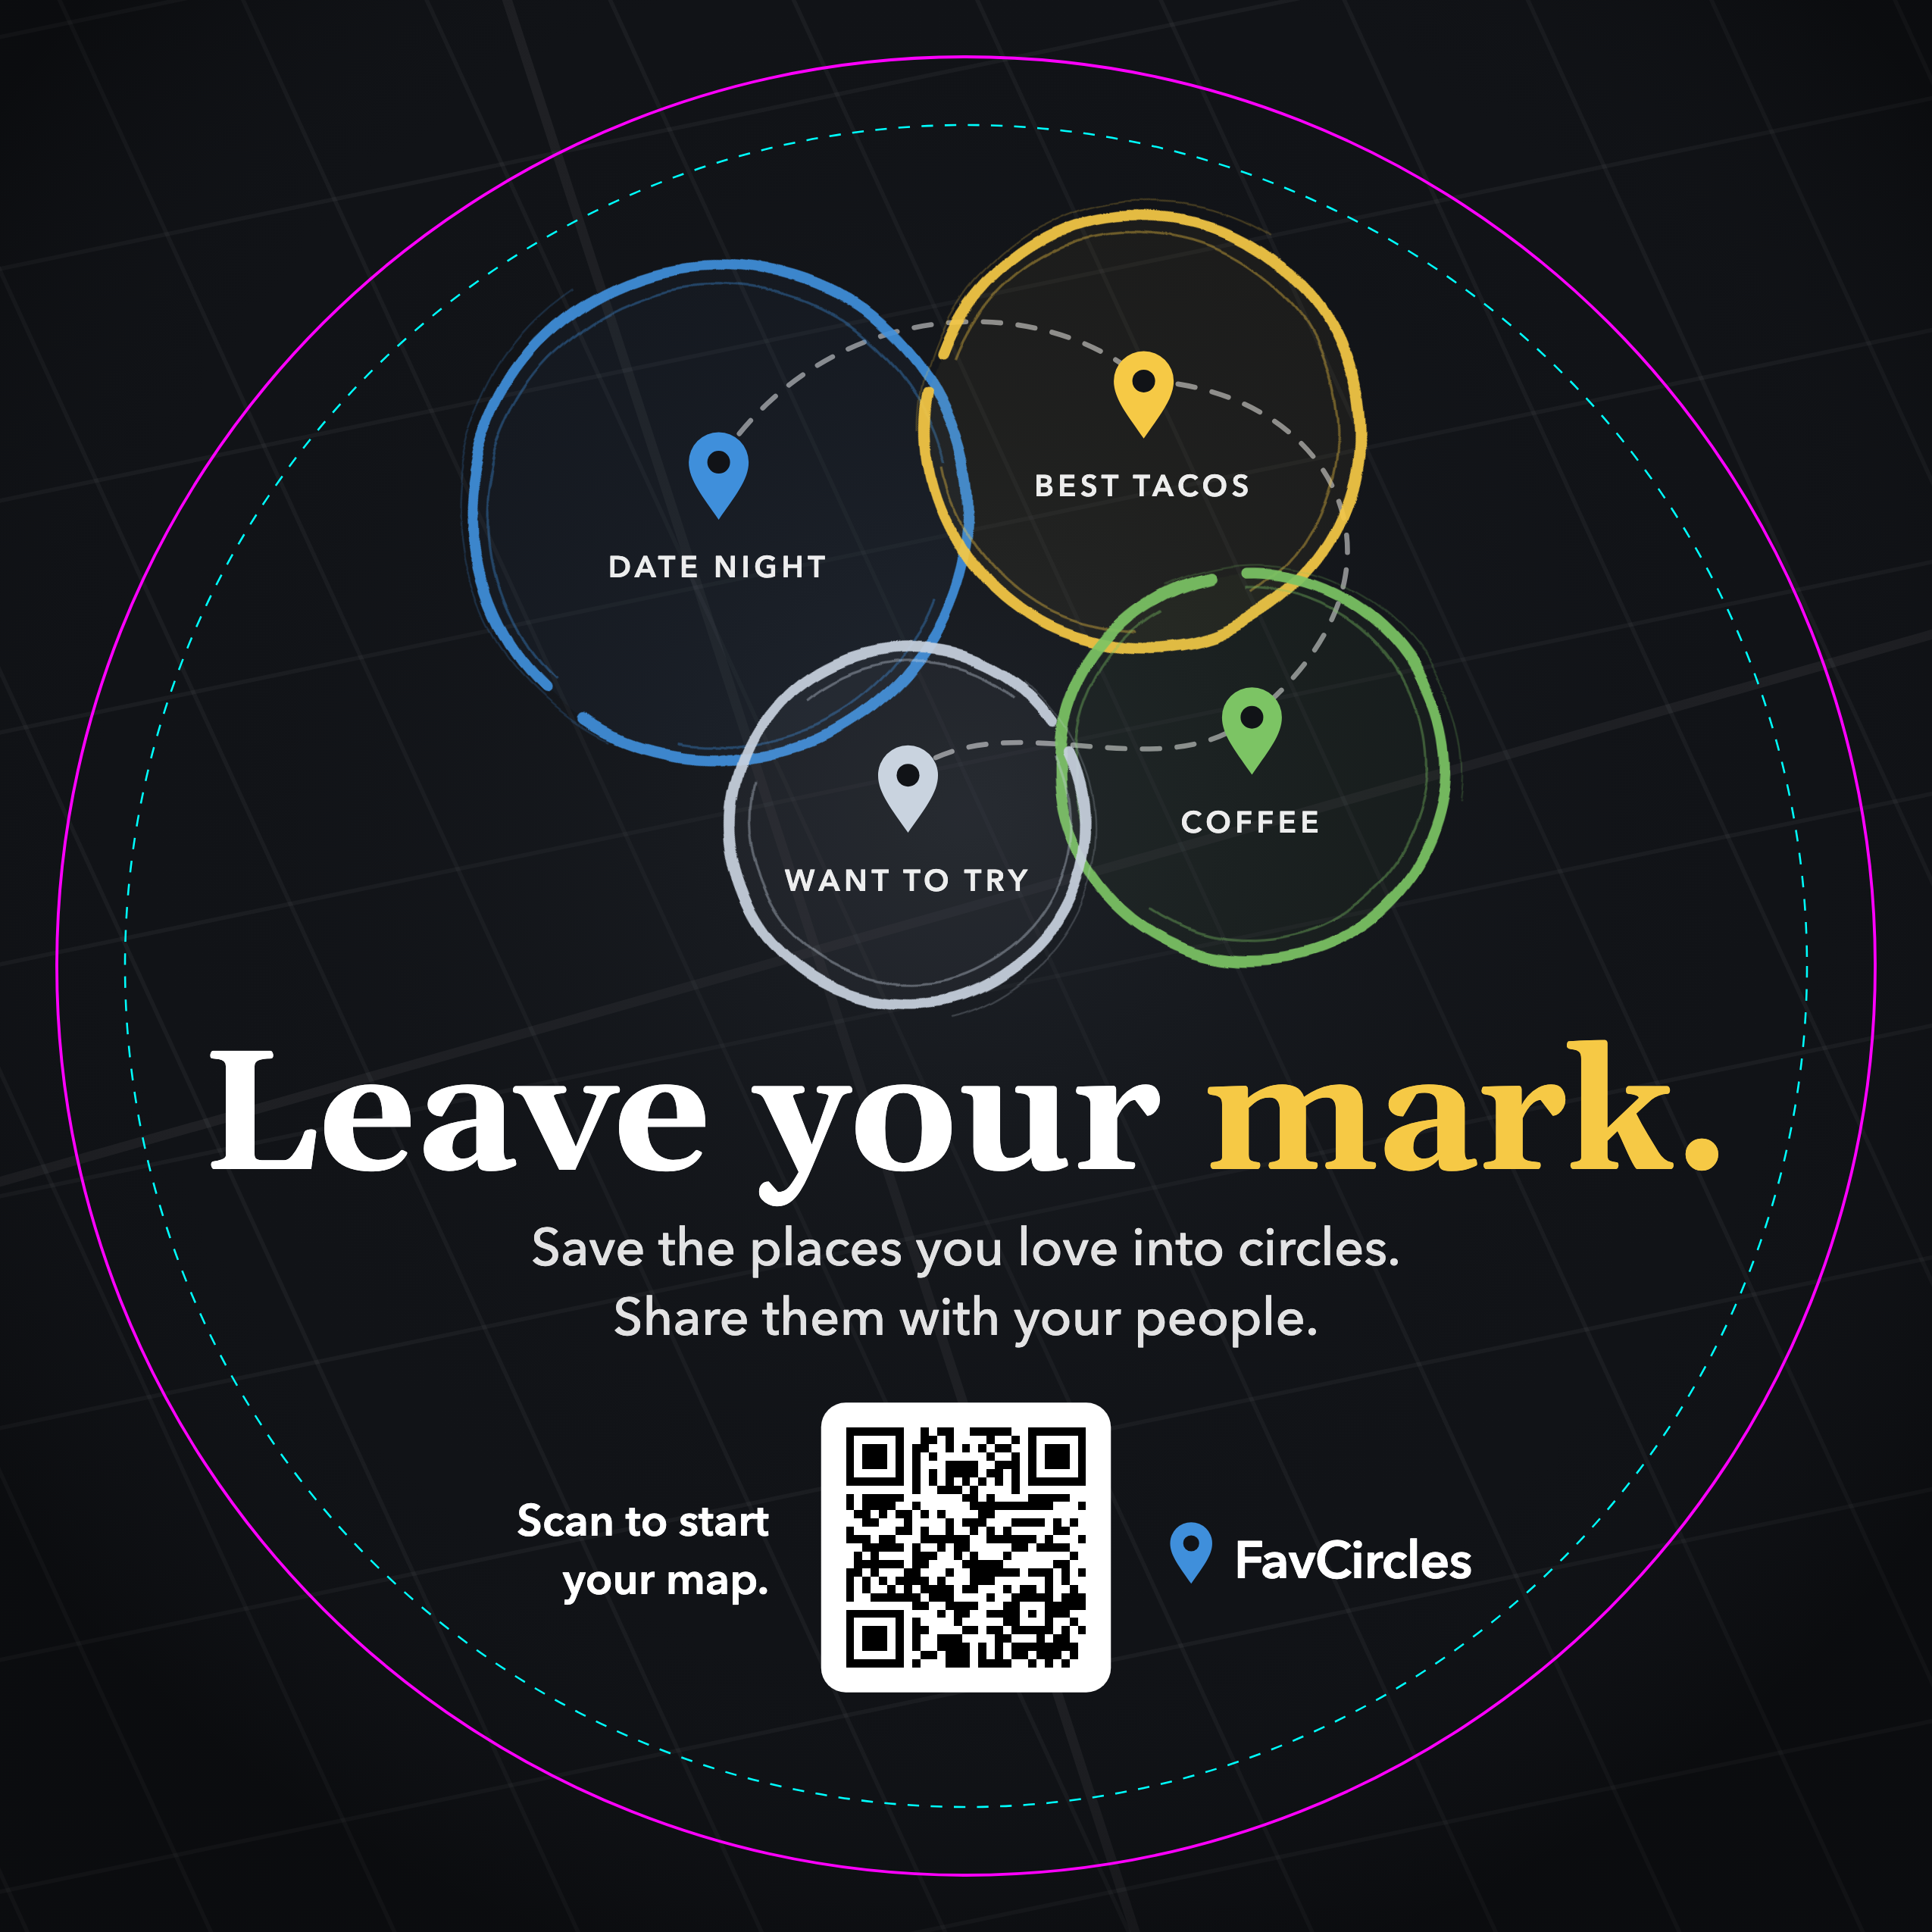 BEST TACOS
DATE NIGHT
COFFEE
WANT TO TRY
Leave your mark.
Save the places you love into circles.
Share them with your people.
Scan to start
your map.
FavCircles